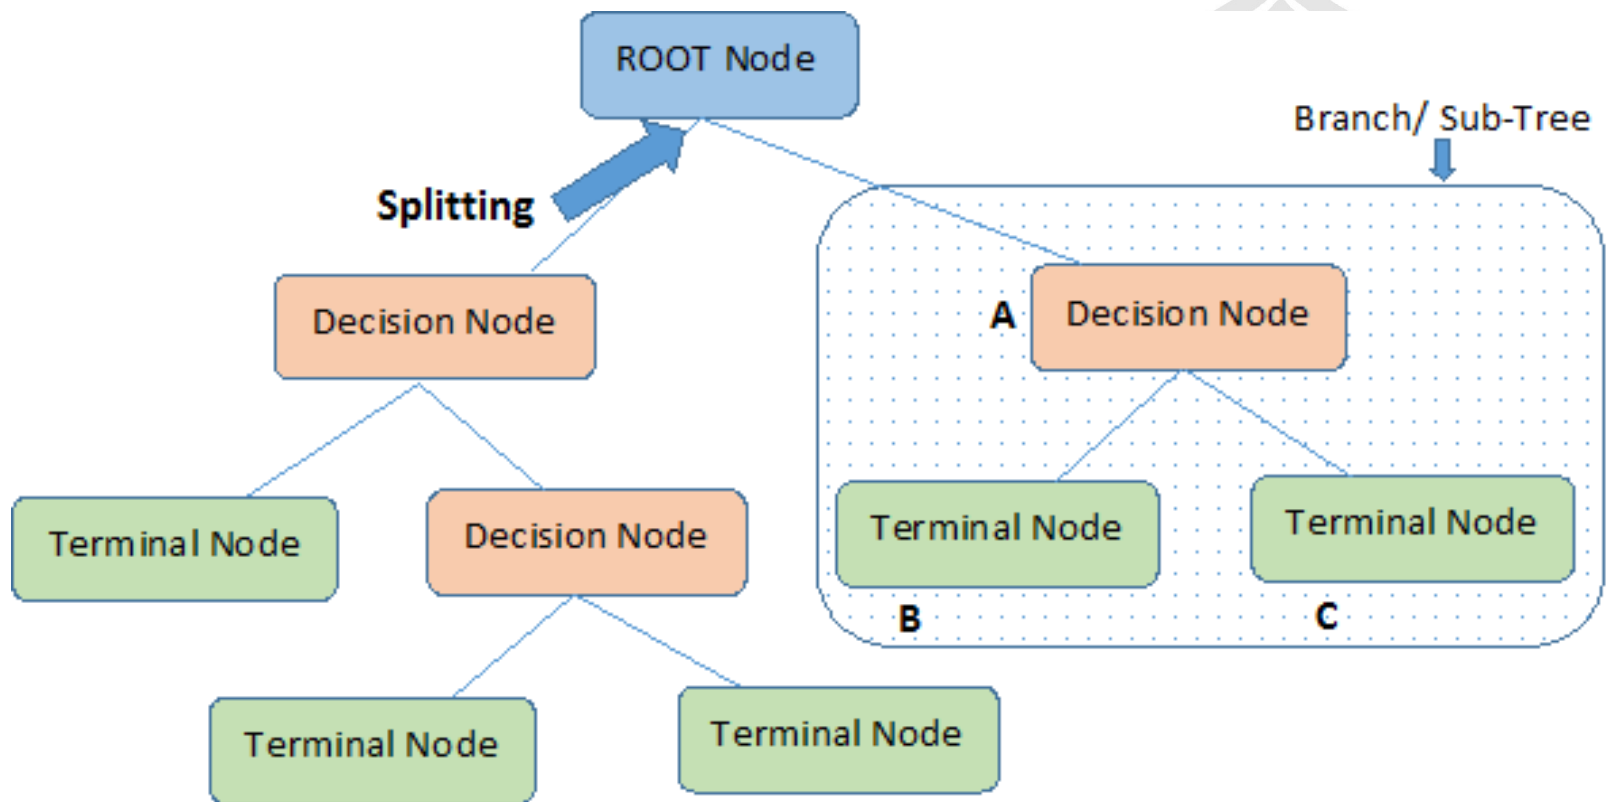 ROOT Node
Branch/ Sub-Tree
Splitting
Decision Node
A
Decision Node
Terminal Node
Decision Node
Terminal Node
Terminal Node
B
C
Terminal Node
Terminal Node